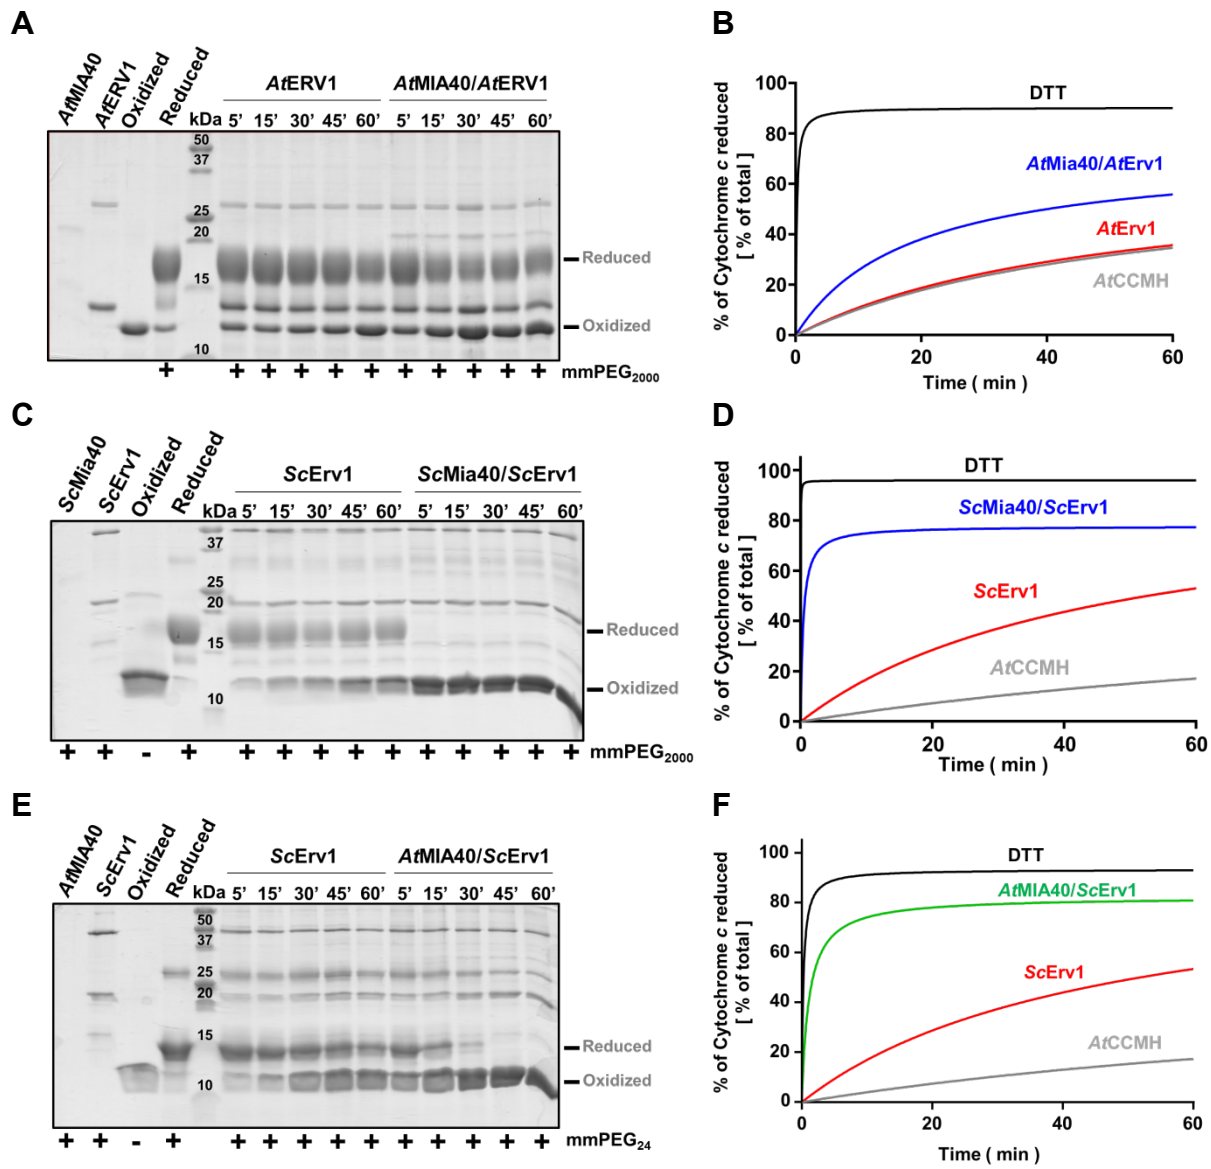 A
AtMIA40 AtERV1 Oxidized Reduced
AtERV1 AtMIA40/AtERV1
kDa 5’ 15’ 30’ 45’ 60’ 5’ 15’ 30’ 45’ 60’
50
37
25
20
15
10
Reduced
Oxidized
+ + + + + + + + + + + mmPEG2000
B
% of Cytochrome c reduced
[ % of total ]
100
80
60
40
20
0
DTT
AtMia40/AtErv1
AtErv1
AtCCMH
0 20 40 60
Time ( min )
C
ScMia40 ScErv1 Oxidized Reduced
ScErv1 ScMia40/ScErv1
kDa 5’ 15’ 30’ 45’ 60’ 5’ 15’ 30’ 45’ 60’
37
25
20
15
10
Reduced
Oxidized
+ + - + + + + + + + + + + + mmPEG2000
D
% of Cytochrome c reduced
[ % of total ]
100
80
60
40
20
0
DTT
ScMia40/ScErv1
ScErv1
AtCCMH
0 20 40 60
Time ( min )
E
AtMIA40 ScErv1 Oxidized Reduced
ScErv1 AtMIA40/ScErv1
kDa 5’ 15’ 30’ 45’ 60’ 5’ 15’ 30’ 45’ 60’
50
37
25
20
15
10
Reduced
Oxidized
+ + - + + + + + + + + + + + mmPEG24
F
% of Cytochrome c reduced
[ % of total ]
100
80
60
40
20
0
DTT
AtMIA40/ScErv1
ScErv1
AtCCMH
0 20 40 60
Time ( min )